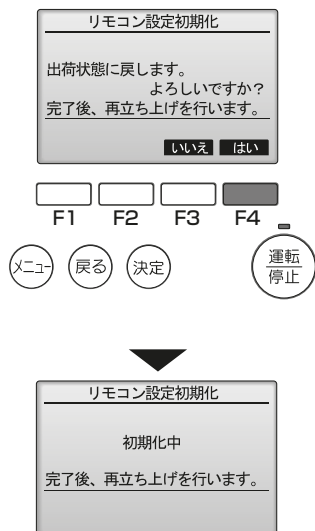 リモコン設定初期化
出荷状態に戻します。
よろしいですか?
完了後、再立ち上げを行います。
いいえ はい
F1 F2 F3 F4
メニュー 戻る 決定 運転
停止
リモコン設定初期化
初期化中
完了後、再立ち上げを行います。